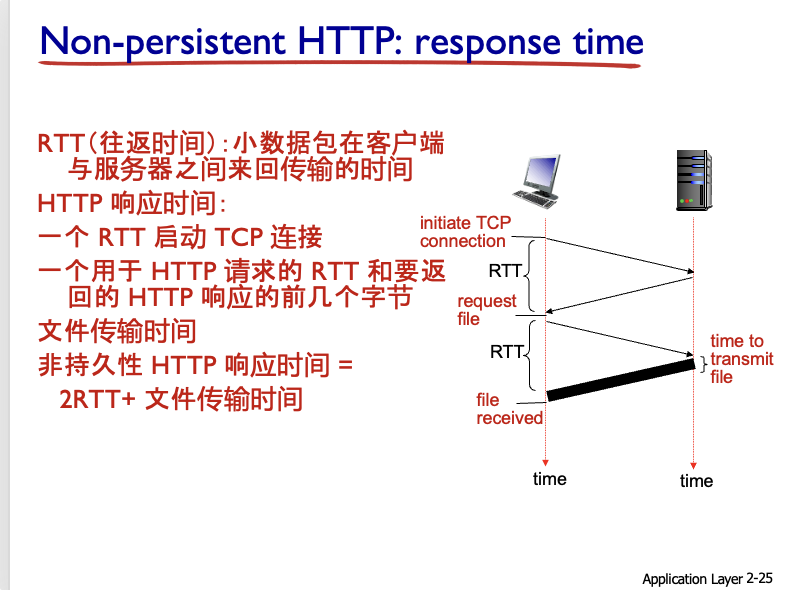 Non-persistent HTTP: response time
RTT(往返时间):小数据包在客户端
与服务器之间来回传输的时间
HTTP 响应时间:
一个 RTT 启动 TCP 连接
一个用于 HTTP 请求的 RTT 和要返
回的 HTTP 响应的前几个字节
文件传输时间
非持久性 HTTP 响应时间 =
2RTT+ 文件传输时间
initiate TCP
connection
RTT
request
file
RTT
time to
transmit
file
file
received
time
time
Application Layer 2-25